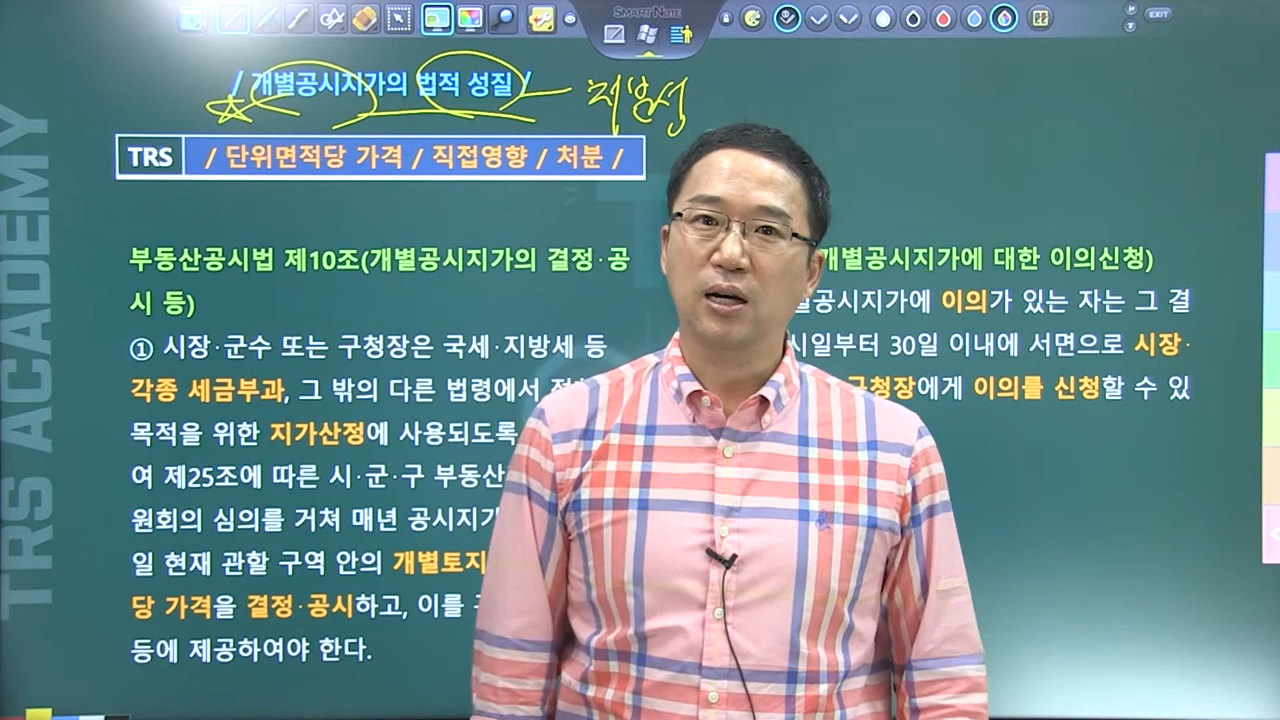 SMARTNOTE
EXIT
/ 개별공시지가의 법적 성질 /
처분성
TRS / 단위면적당 가격 / 직접영향 / 처분 /
부동산공시법 제10조(개별공시지가의 결정·공
시 등)
① 시장·군수 또는 구청장은 국세·지방세 등
각종 세금부과, 그 밖의 다른 법령에서
목적을 위한 지가산정에 사용되도록
여 제25조에 따른 시·군·구 부동산
원회의 심의를 거쳐 매년 공시지가
일 현재 관할 구역 안의 개별토지
당 가격을 결정·공시하고, 이를
등에 제공하여야 한다.
개별공시지가에 대한 이의신청)
별공시지가에 이의가 있는 자는 그 결
시일부터 30일 이내에 서면으로 시장·
구청장에게 이의를 신청할 수 있
TRS ACADEMY